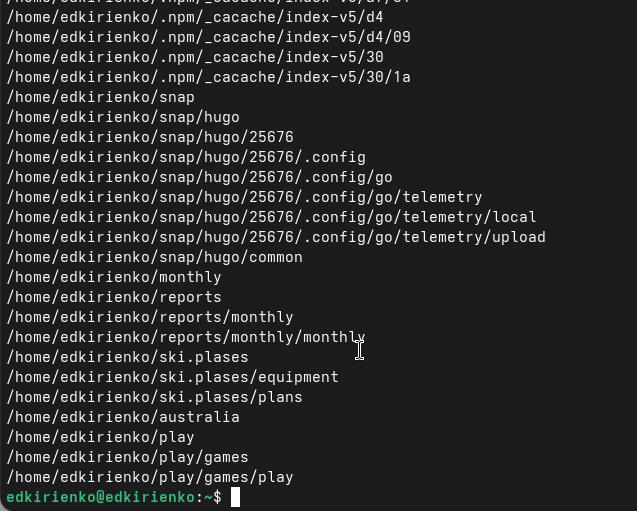 /home/edkirienko/.npm/_cacache/index-v5/d4
/home/edkirienko/.npm/_cacache/index-v5/d4/09
/home/edkirienko/.npm/_cacache/index-v5/30
/home/edkirienko/.npm/_cacache/index-v5/30/1a
/home/edkirienko/snap
/home/edkirienko/snap/hugo
/home/edkirienko/snap/hugo/25676
/home/edkirienko/snap/hugo/25676/.config
/home/edkirienko/snap/hugo/25676/.config/go
/home/edkirienko/snap/hugo/25676/.config/go/telemetry
/home/edkirienko/snap/hugo/25676/.config/go/telemetry/local
/home/edkirienko/snap/hugo/25676/.config/go/telemetry/upload
/home/edkirienko/snap/hugo/common
/home/edkirienko/monthly
/home/edkirienko/reports
/home/edkirienko/reports/monthly
/home/edkirienko/reports/monthly/monthly
/home/edkirienko/ski.plases
/home/edkirienko/ski.plases/equipment
/home/edkirienko/ski.plases/plans
/home/edkirienko/australia
/home/edkirienko/play
/home/edkirienko/play/games
/home/edkirienko/play/games/play
edkirienko@edkirienko:~$